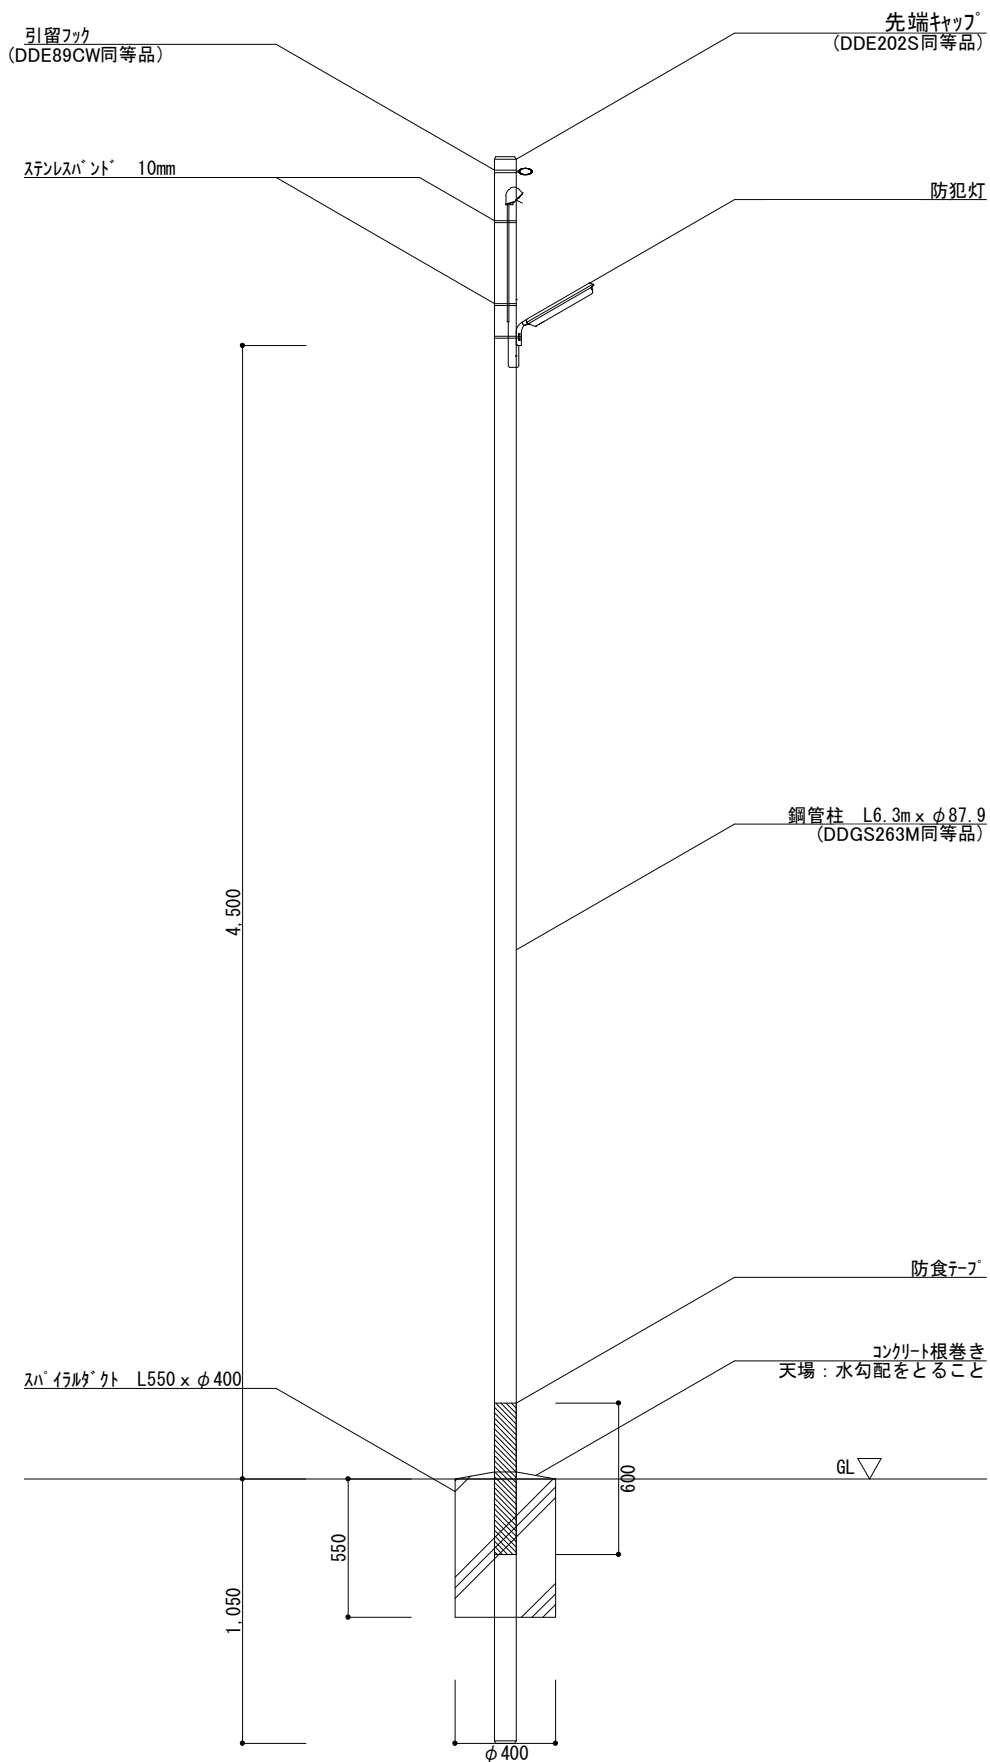 引留ﾌｯｸ
(DDE89CW同等品)
先端ｷｬｯﾌﾟ
(DDE202S同等品)
ｽﾃﾝﾚｽﾊﾞﾝﾄﾞ 10mm
防犯灯
鋼管柱 L6.3mxφ87.9
(DDGS263M同等品)
4,500
防食ﾃｰﾌﾟ
ｺﾝｸﾘｰﾄ根巻き
天場：水勾配をとること
ｽﾊﾟｲﾗﾙﾀﾞｸﾄ L550xφ400
GL
600
550
1,050
φ400